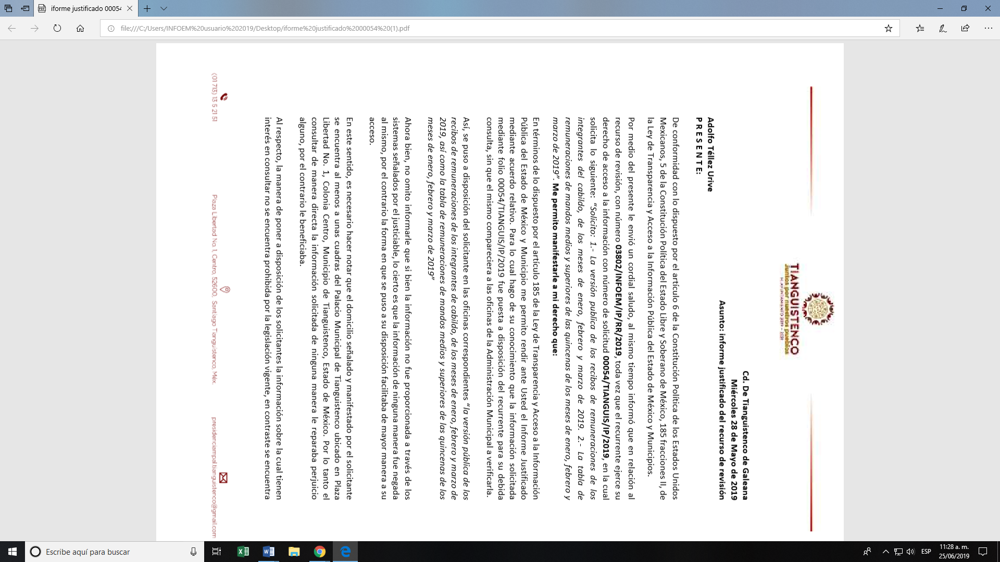 iforme justificado 00054
file:///C:/Users/INFOEM%20usuario%202019/Desktop/iforme%20justificado%2000054%20(1).pdf
TIANGUISTENCO
juntos por nuestros pueblos
Cd. De Tianguistenco de Galeana
Miércoles 28 de Mayo de 2019
Asunto: informe justificado del recurso de revisión
Adolfo Téllez Urive
P R E S E N T E:
De conformidad con lo dispuesto por el artículo 6 de la Constitución Política de los Estados Unidos
Mexicanos, 5 de la Constitución Política del Estado Libre y Soberano de México, 185 fracciones II, de
la Ley de Transparencia y Acceso a la Información Pública del Estado de México y Municipios.
Por medio del presente le envió un cordial saludo, al mismo tiempo informó que en relación al
recurso de revisión, con número 03802/INFOEM/IP/RR/2019, toda vez que el recurrente ejerce su
derecho de acceso a la información con número de solicitud 00054/TIANGUIS/IP/2019, en la cual
solicita lo siguiente: “Solicito: 1.- La versión publica de los recibos de remuneraciones de los
integrantes del cabildo, de los meses de enero, febrero y marzo de 2019. 2.- La tabla de
remuneraciones de mandos medios y superiores de las quincenas de los meses de enero, febrero y
marzo de 2019”. Me permito manifestarle a mi derecho que:
En términos de lo dispuesto por el artículo 185 de la Ley de Transparencia y Acceso a la Información
Pública del Estado de México y Municipio me permito rendir ante Usted el Informe Justificado
mediante acuerdo relativo. Para lo cual hago de su conocimiento que la información solicitada
mediante folio 00054/TIANGUIS/IP/2019 fue puesta a disposición del recurrente para su debida
consulta, sin que el mismo compareciera a las oficinas de la Administración Municipal a verificarla.
Así, se puso a disposición del solicitante en las oficinas correspondientes “la versión pública de los
recibos de remuneraciones de los integrantes de cabildo, de los meses de enero, febrero y marzo de
2019, así como la tabla de remuneraciones de mandos medios y superiores de las quincenas de los
meses de enero, febrero y marzo de 2019”
Ahora bien, no omito informarle que si bien la información no fue proporcionada a través de los
sistemas señalados por el justiciable, lo cierto es que la información de ninguna manera fue negada
al mismo, por el contrario la forma en que se puso a su disposición facilitaba de mayor manera a su
acceso.
En este sentido, es necesario hacer notar que el domicilio señalado y manifestado por el solicitante
se encuentra al menos a unas cuadras del Palacio Municipal de Tianguistenco ubicado en Plaza
Libertad No. 1, Colonia Centro, Municipio de Tianguistenco, Estado de México. Por lo tanto el
consultar de manera directa la información solicitada de ninguna manera le reparaba perjuicio
alguno, por el contrario le beneficiaba.
Al respecto, la manera de poner a disposición de los solicitantes la información sobre la cual tienen
interés en consultar no se encuentra prohibida por la legislación vigente, en contraste se encuentra
(01 713) 13 5 21 51
Plaza Libertad No. 1, Centro, 52600, Santiago Tianguistenco, Méx.
presidenciampal.tianguistenco@gmail.com
Escribe aquí para buscar
ESP
11:28 a. m.
25/06/2019